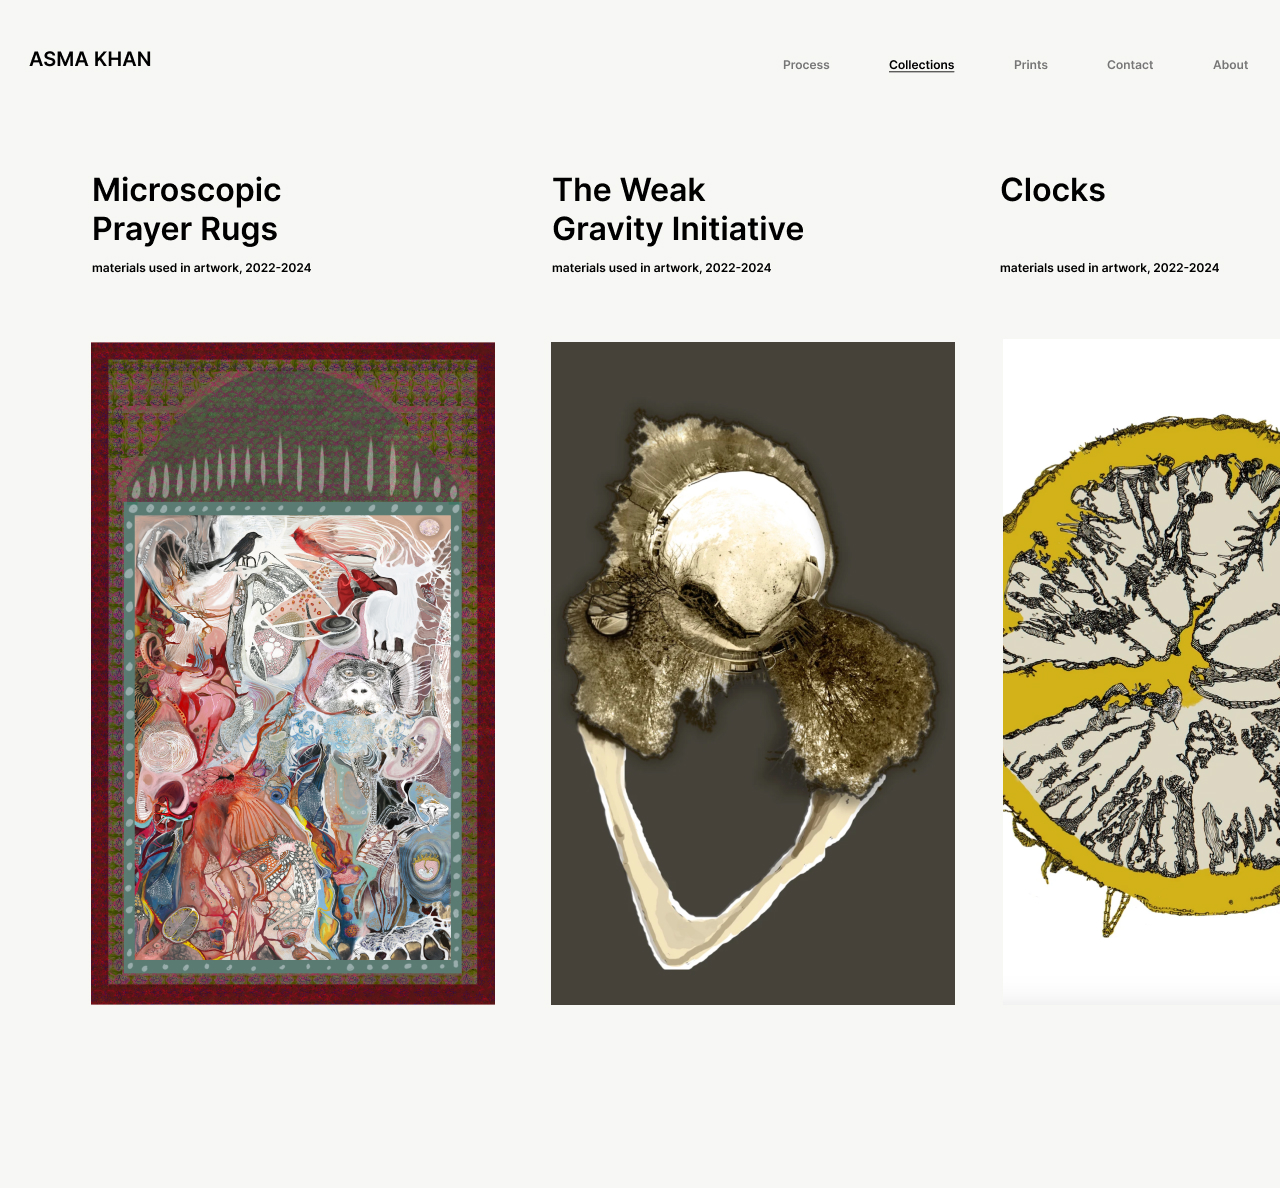 ASMA KHAN
Process
Collections
Prints
Contact
About
Microscopic
Prayer Rugs
materials used in artwork, 2022-2024
The Weak
Gravity Initiative
materials used in artwork, 2022-2024
Clocks
materials used in artwork, 2022-2024